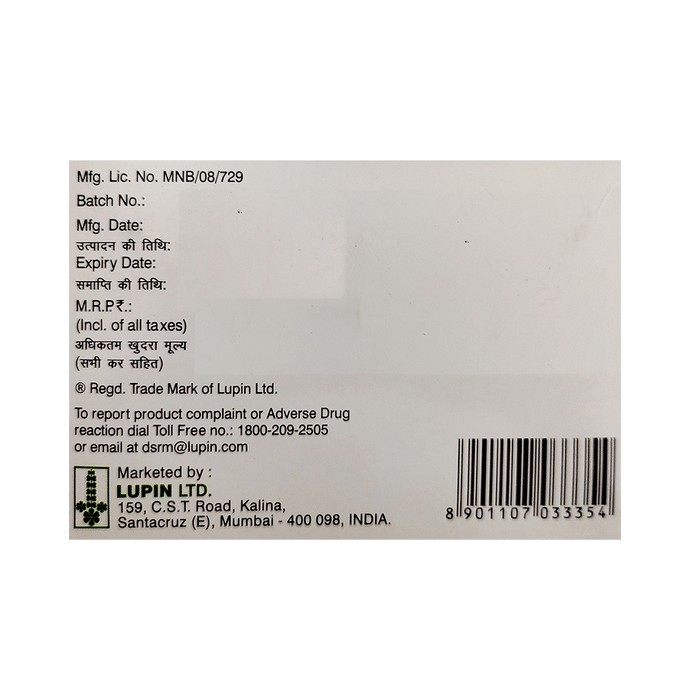 Mfg. Lic. No. MNB/08/729
Batch No.:
Mfg. Date:
उत्पादन की तिथि:
Expiry Date:
समाप्ति की तिथि:
M.R.P.₹.:
(Incl. of all taxes)
अधिकतम खुदरा मूल्य
(सभी कर सहित)
® Regd. Trade Mark of Lupin Ltd.
To report product complaint or Adverse Drug
reaction dial Toll Free no.: 1800-209-2505
or email at dsrm@lupin.com
Marketed by :
LUPIN LTD.
159, C.S.T. Road, Kalina,
Santacruz (E), Mumbai - 400 098, INDIA.
8 901107 033354